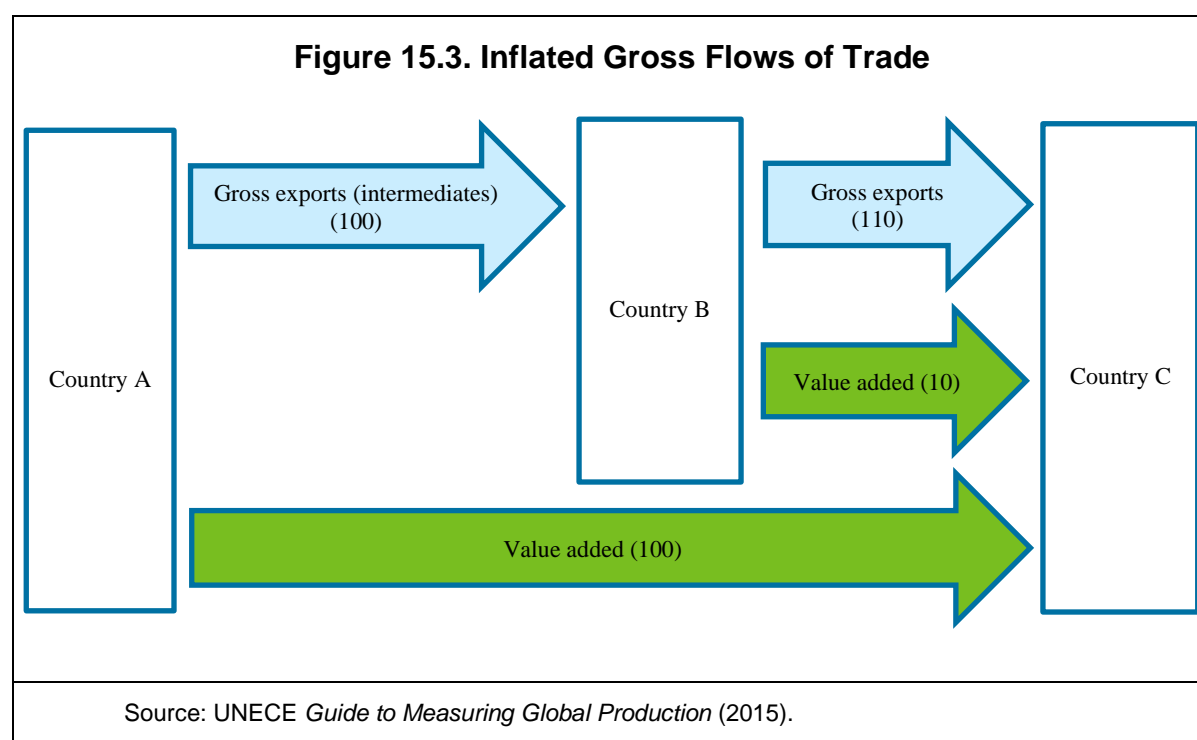 Figure 15.3. Inflated Gross Flows of Trade
Gross exports (intermediates)
(100)
Gross exports
(110)
Country B
Country A
Value added (10)
Country C
Value added (100)
Source: UNECE Guide to Measuring Global Production (2015).